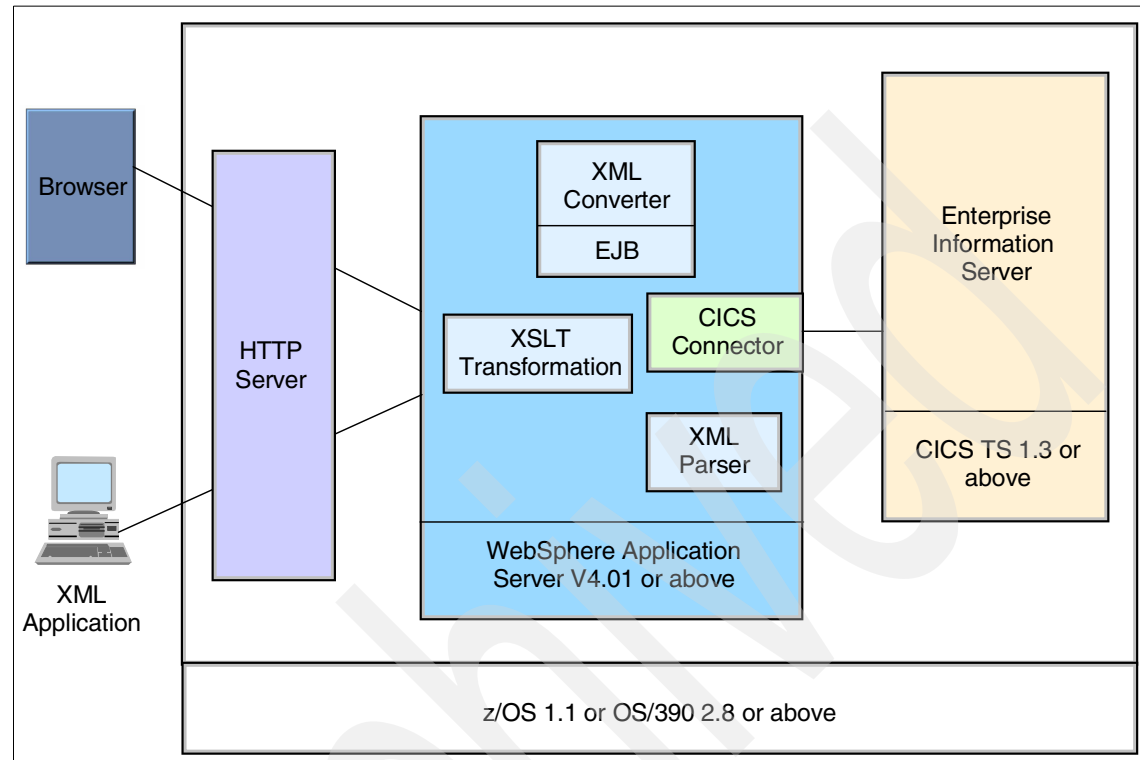 Browser
XML
Application
HTTP
Server
XML
Converter
EJB
XSLT
Transformation
CICS
Connector
XML
Parser
WebSphere Application
Server V4.01 or above
Enterprise
Information
Server
CICS TS 1.3 or
above
z/OS 1.1 or OS/390 2.8 or above